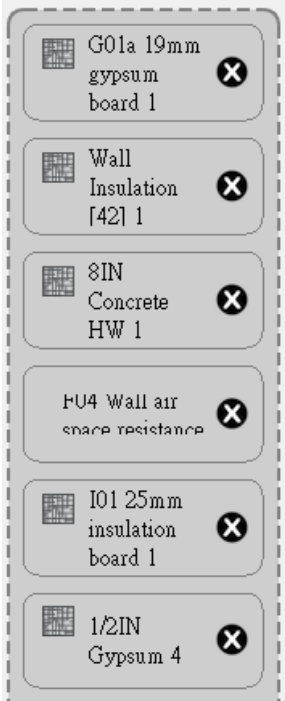 G01a 19mm
gypsum
board 1
Wall
Insulation
[42] 1
8IN
Concrete
HW 1
F04 Wall air
space resistance
I01 25mm
insulation
board 1
1/2IN
Gypsum 4